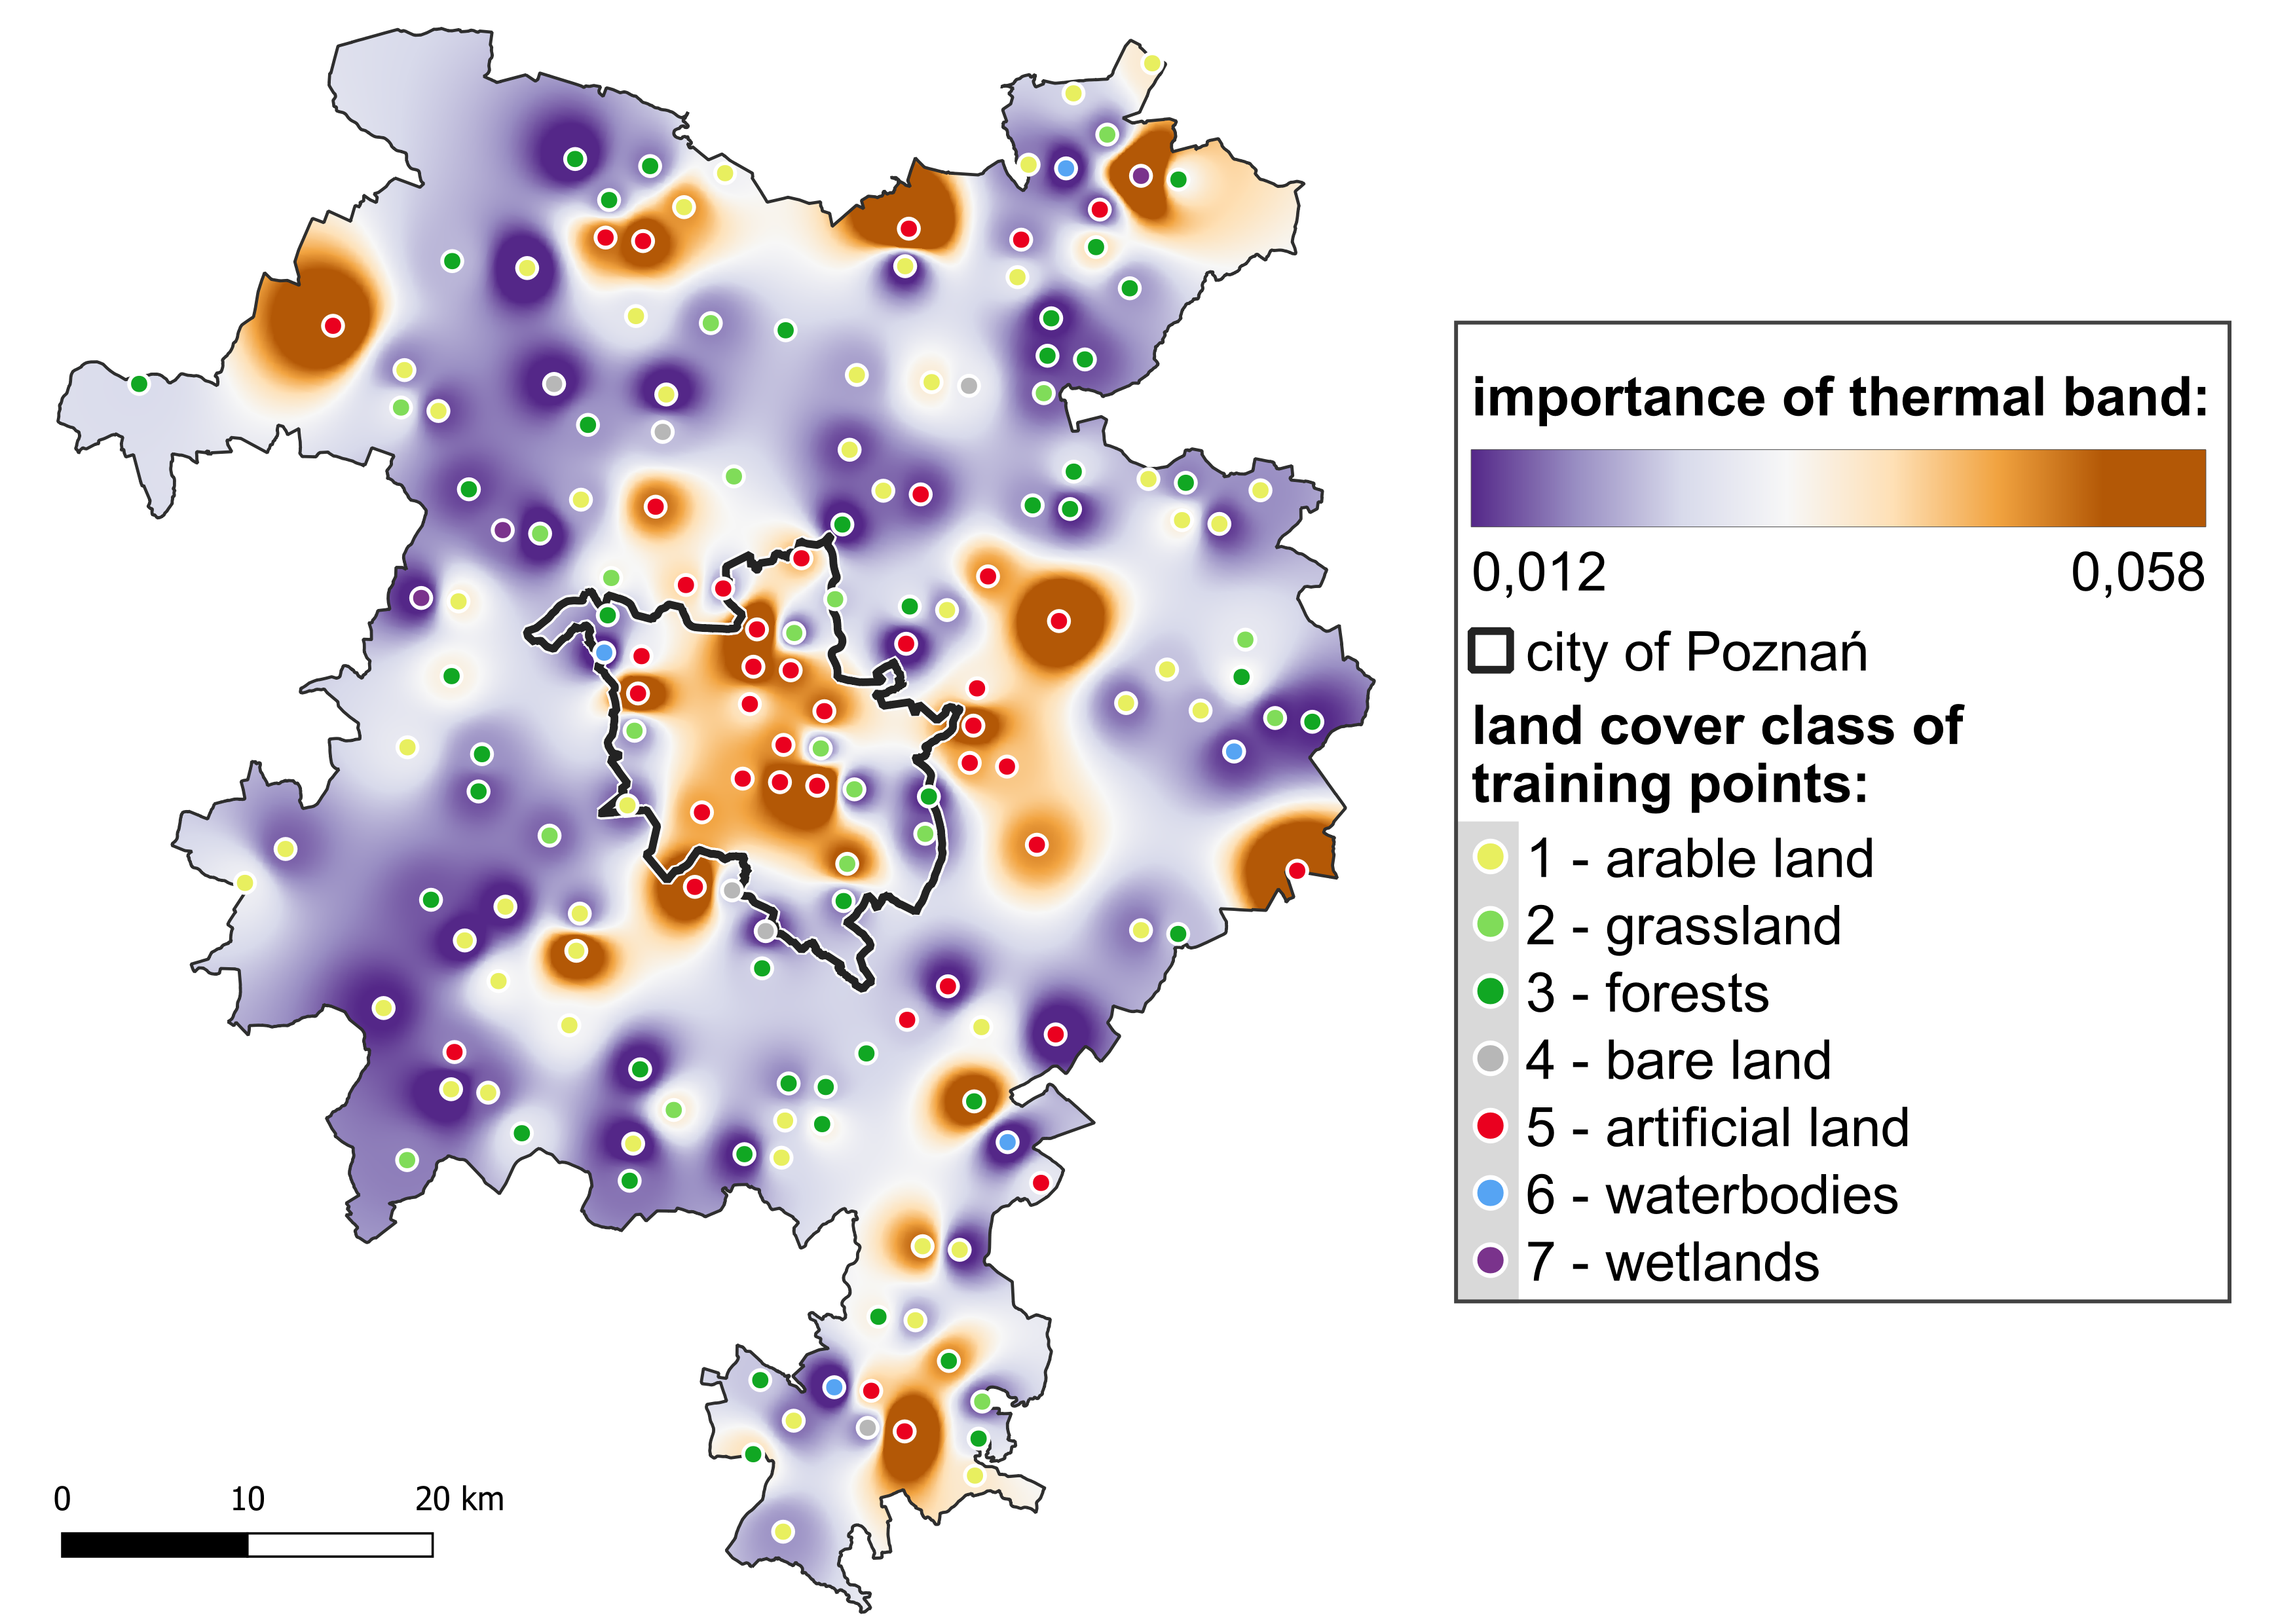 importance of thermal band:
0,012 0,058
city of Poznań
land cover class of
training points:
1 - arable land
2 - grassland
3 - forests
4 - bare land
5 - artificial land
6 - waterbodies
7 - wetlands
0 10 20 km